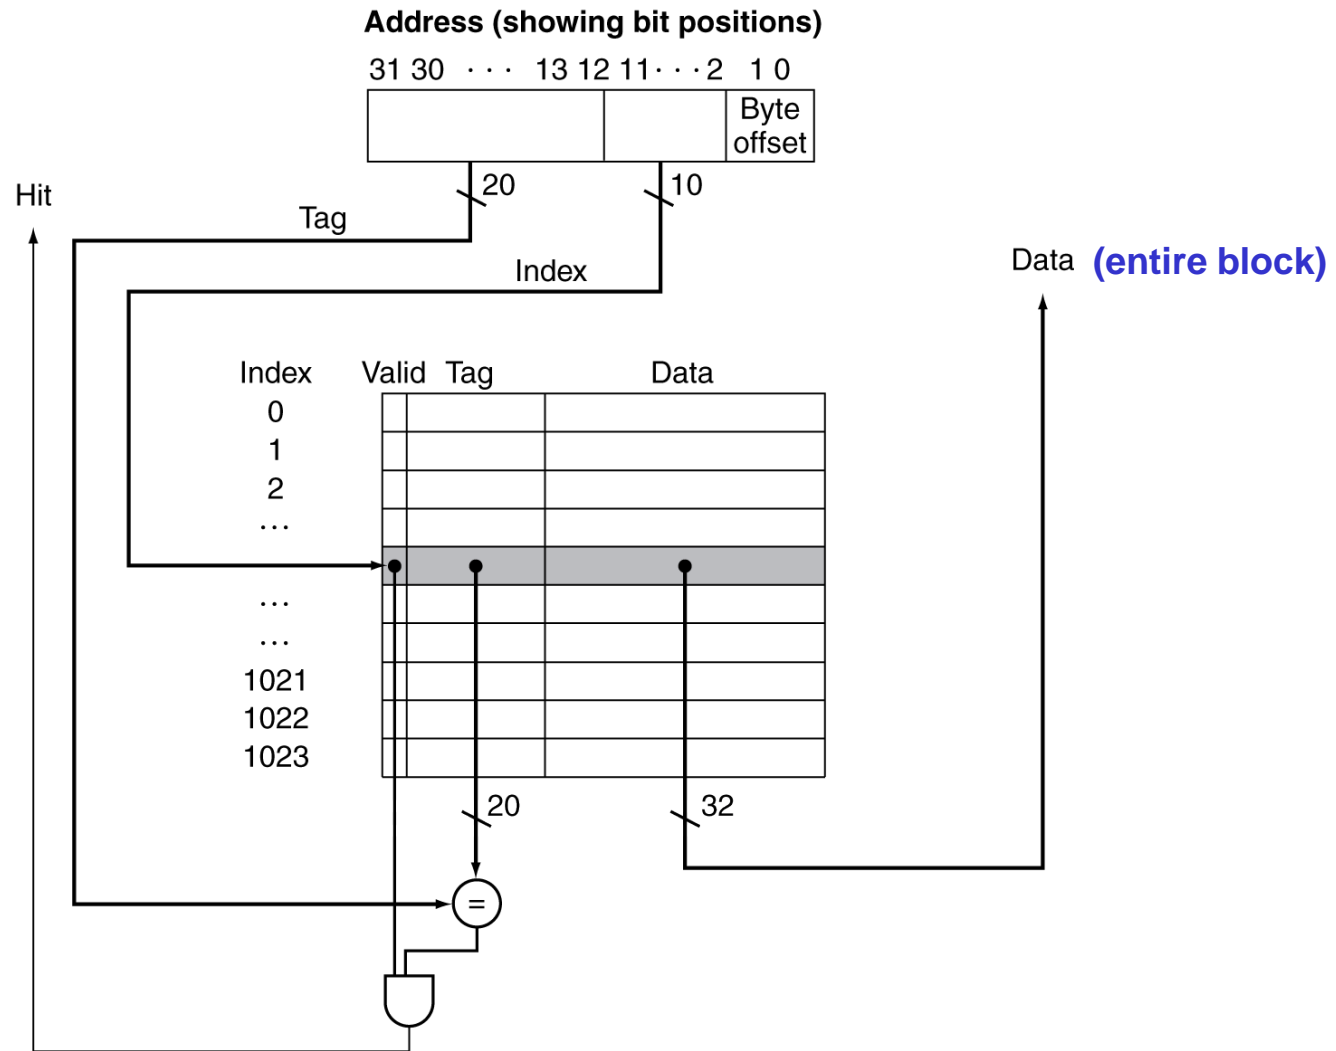 Address (showing bit positions)
31 30 · · · 13 12 11 · · · 2 1 0
Byte
offset
20
10
Hit
Tag
Index
Data (entire block)
Index Valid Tag Data
0
1
2
···
···
···
1021
1022
1023
20
32
=